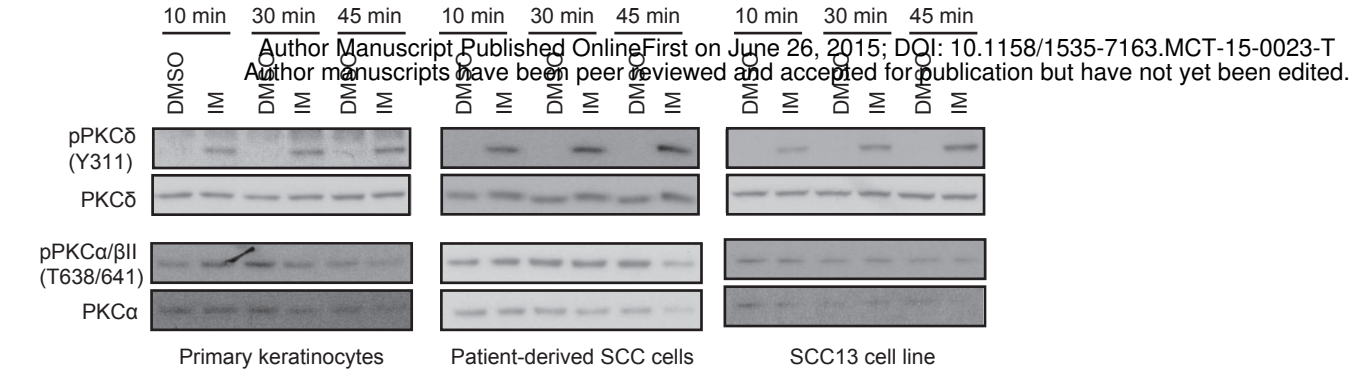 10 min 30 min 45 min 10 min 30 min 45 min 10 min 30 min 45 min
Author Manuscript Published OnlineFirst on June 26, 2015; DOI: 10.1158/1535-7163.MCT-15-0023-T
Author manuscripts have been peer reviewed and accepted for publication but have not yet been edited.
DMSO IM DMSO IM DMSO IM DMSO IM DMSO IM DMSO IM DMSO IM DMSO IM DMSO IM
pPKCδ
(Y311)
PKCδ
pPKCα/βII
(T638/641)
PKCα
Primary keratinocytes Patient-derived SCC cells SCC13 cell line